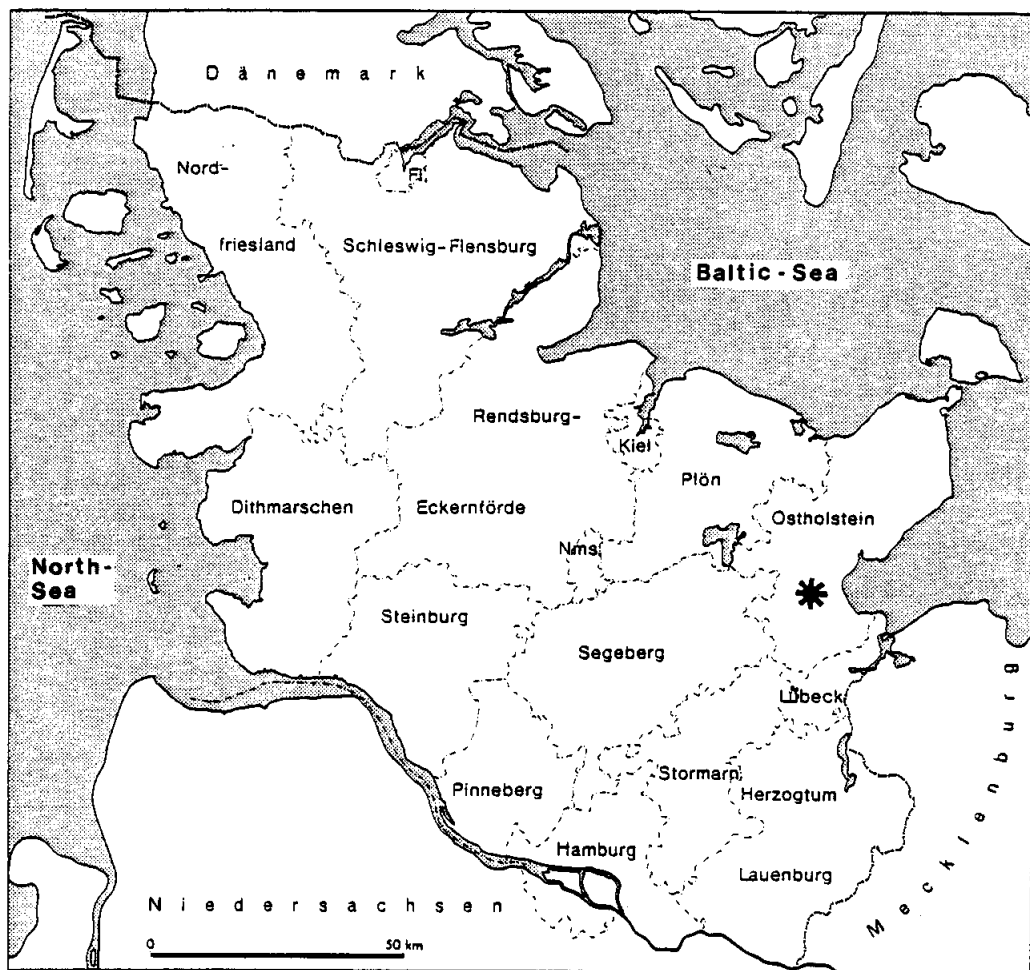 Dänemark
Nord-
Fl.
friesland
Schleswig-Flensburg
Baltic-Sea
Rendsburg-
Kiel
Plön
Dithmarschen
Eckernförde
Ostholstein
Nms.
North-
Sea
Steinburg
Segeberg
Lübeck
Stormarn
Pinneberg
Herzogtum
Hamburg
Lauenburg
Mecklenburg
Niedersachsen
0 50 km